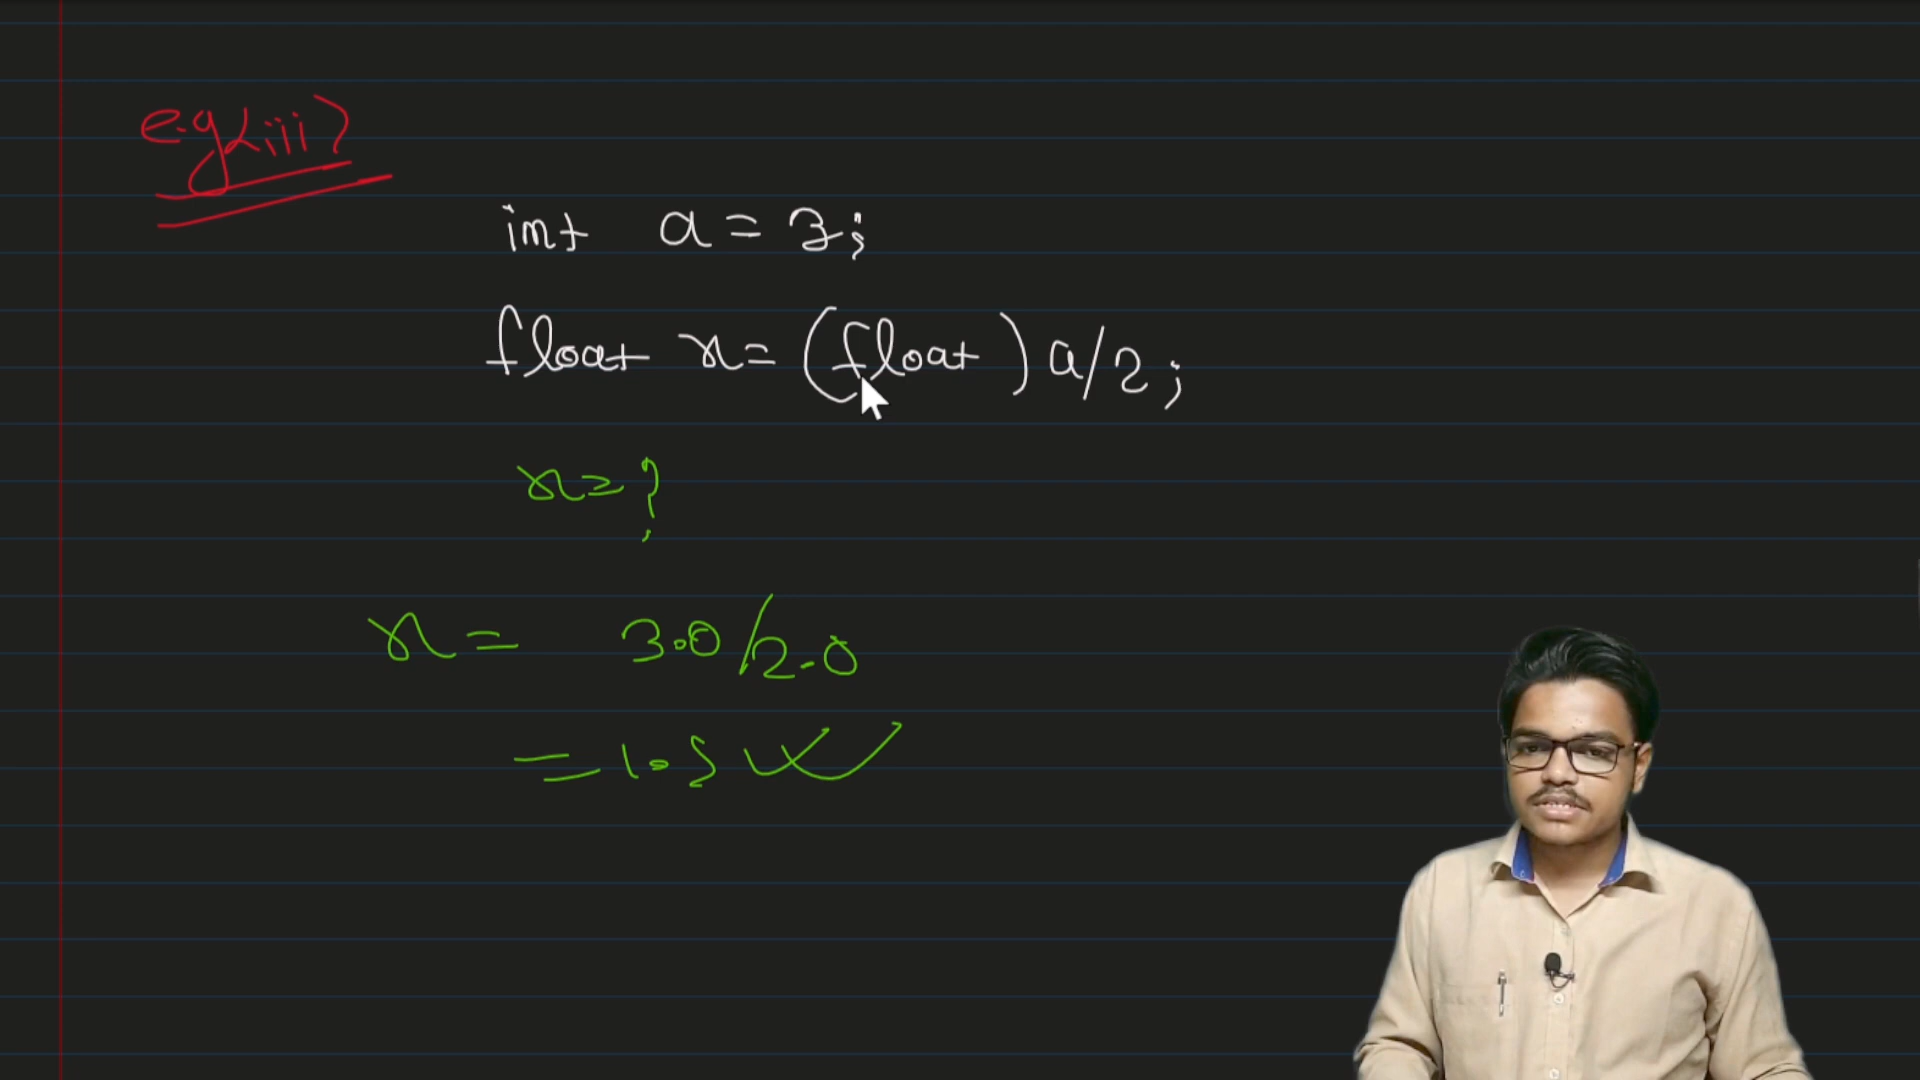 e.g<iii>
int a = 3;
float x = (float) a/2;
x = ?
x = 3.0/2.0
= 1.5